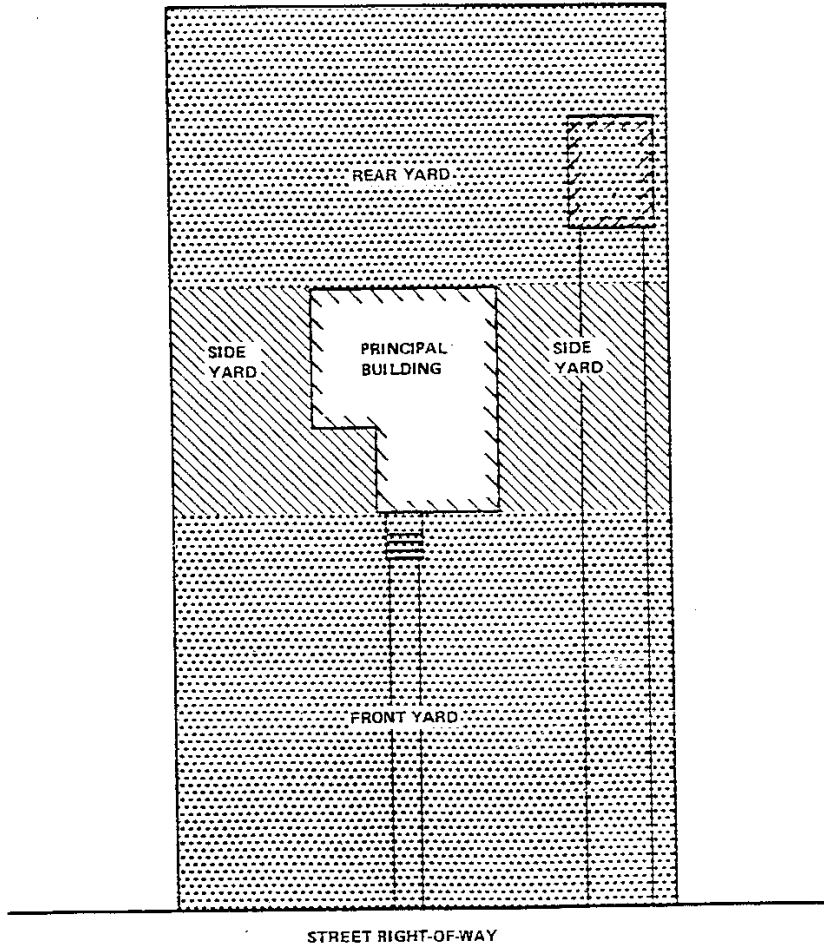 REAR YARD
SIDE
YARD
PRINCIPAL
BUILDING
SIDE
YARD
FRONT YARD
STREET RIGHT-OF-WAY